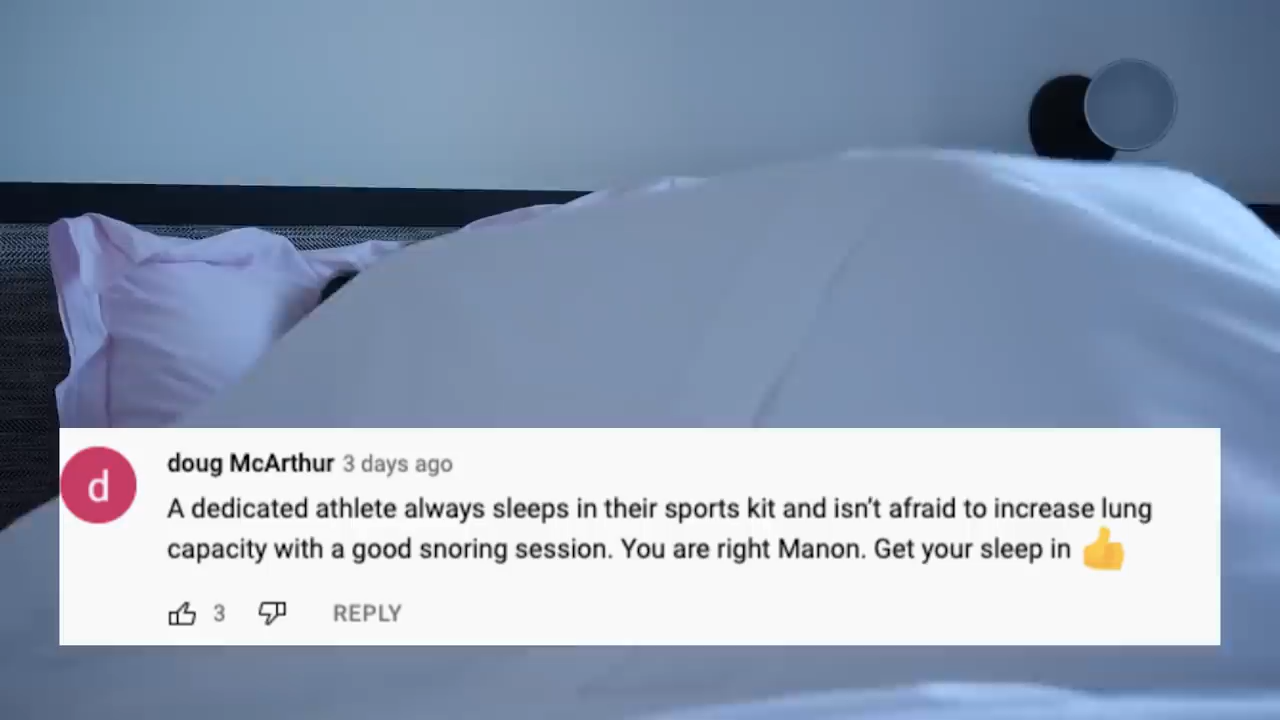 d
doug McArthur 3 days ago
A dedicated athlete always sleeps in their sports kit and isn't afraid to increase lung
capacity with a good snoring session. You are right Manon. Get your sleep in 👍
3 REPLY